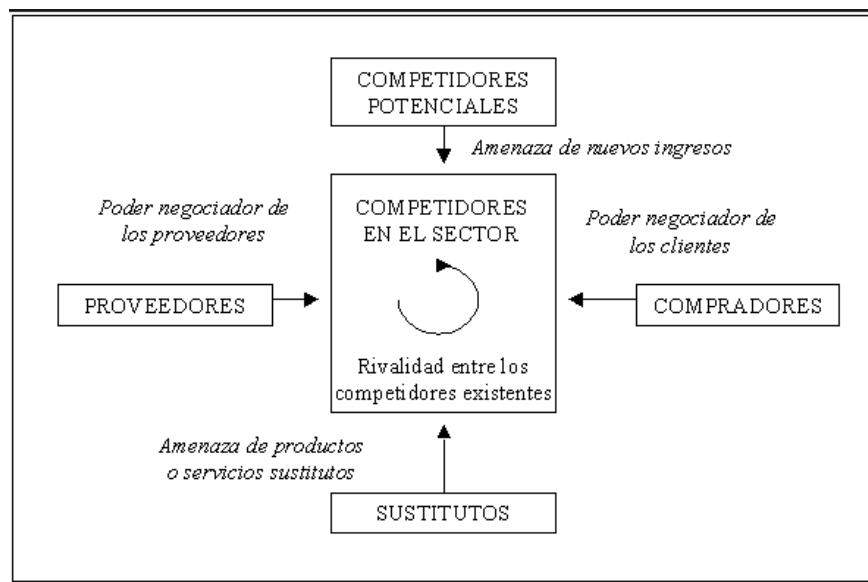 COMPETIDORES
POTENCIALES
Amenaza de nuevos ingresos
Poder negociador de
los proveedores
COMPETIDORES
EN EL SECTOR
Poder negociador de
los clientes
PROVEEDORES
COMPRADORES
Rivalidad entre los
competidores existentes
Amenaza de productos
o servicios sustitutos
SUSTITUTOS